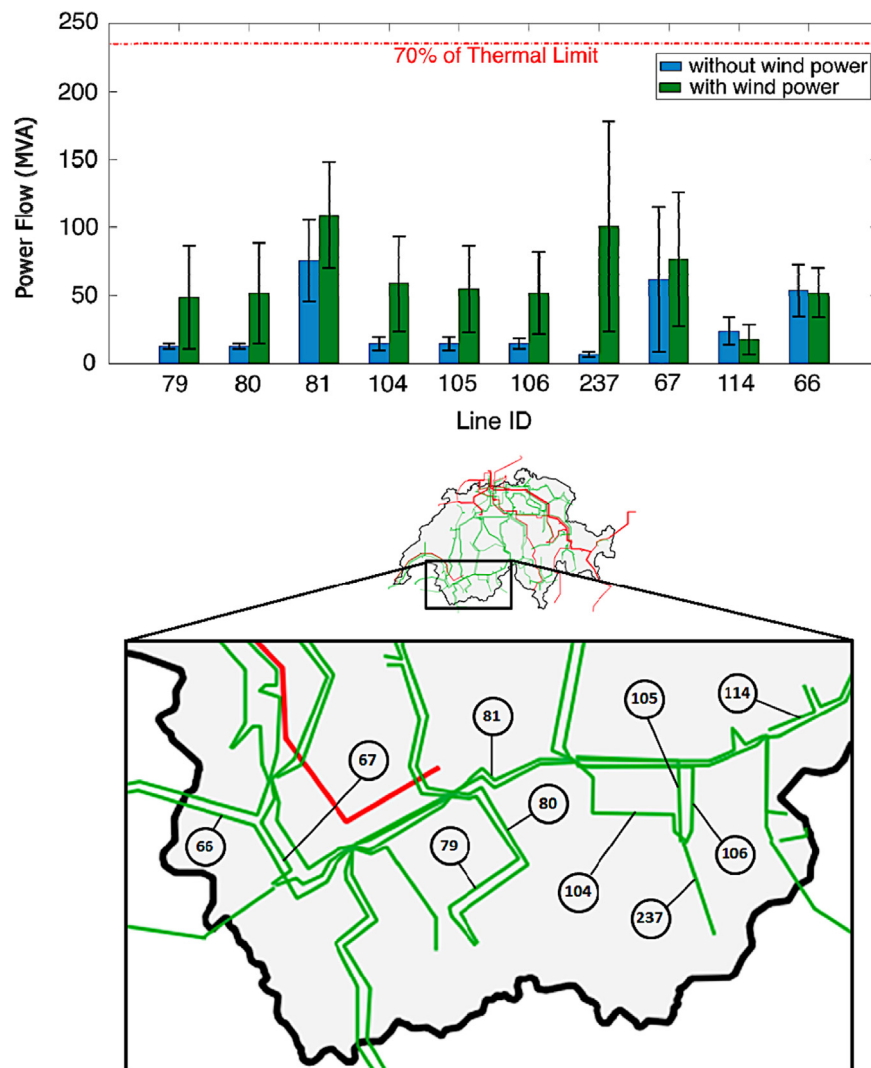 250
200
150
100
50
0
Power Flow (MVA)
70% of Thermal Limit
without wind power
with wind power
79 80 81 104 105 106 237 67 114 66
Line ID
105
114
81
67
80
66
79
106
104
237